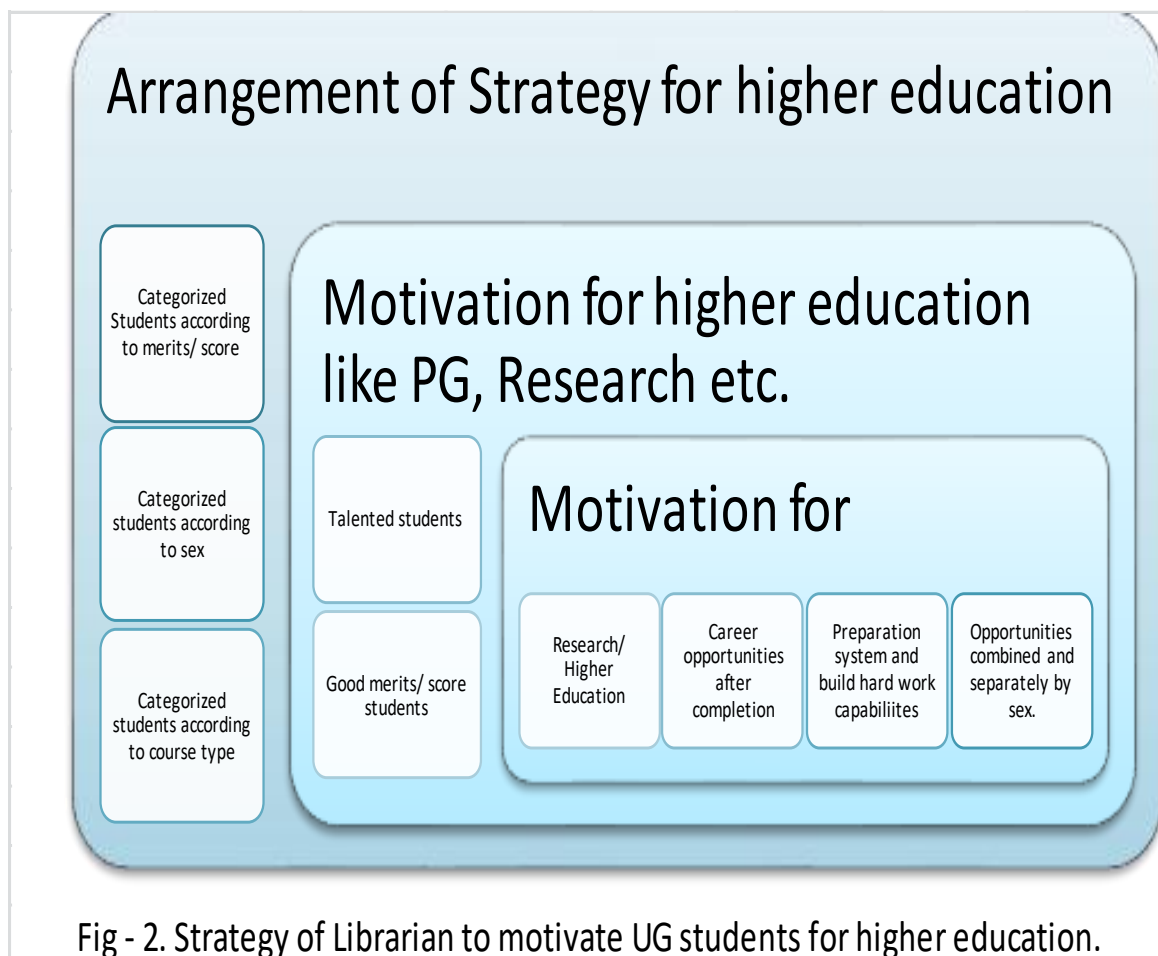 Arrangement of Strategy for higher education
Categorized
Students according
to merits/ score
Categorized
students according
to sex
Categorized
students according
to course type
Motivation for higher education
like PG, Research etc.
Talented students
Good merits/ score
students
Motivation for
Research/
Higher
Education
Career
opportunities
after
completion
Preparation
system and
build hard work
capabiliites
Opportunities
combined and
separately by
sex.
Fig - 2. Strategy of Librarian to motivate UG students for higher education.